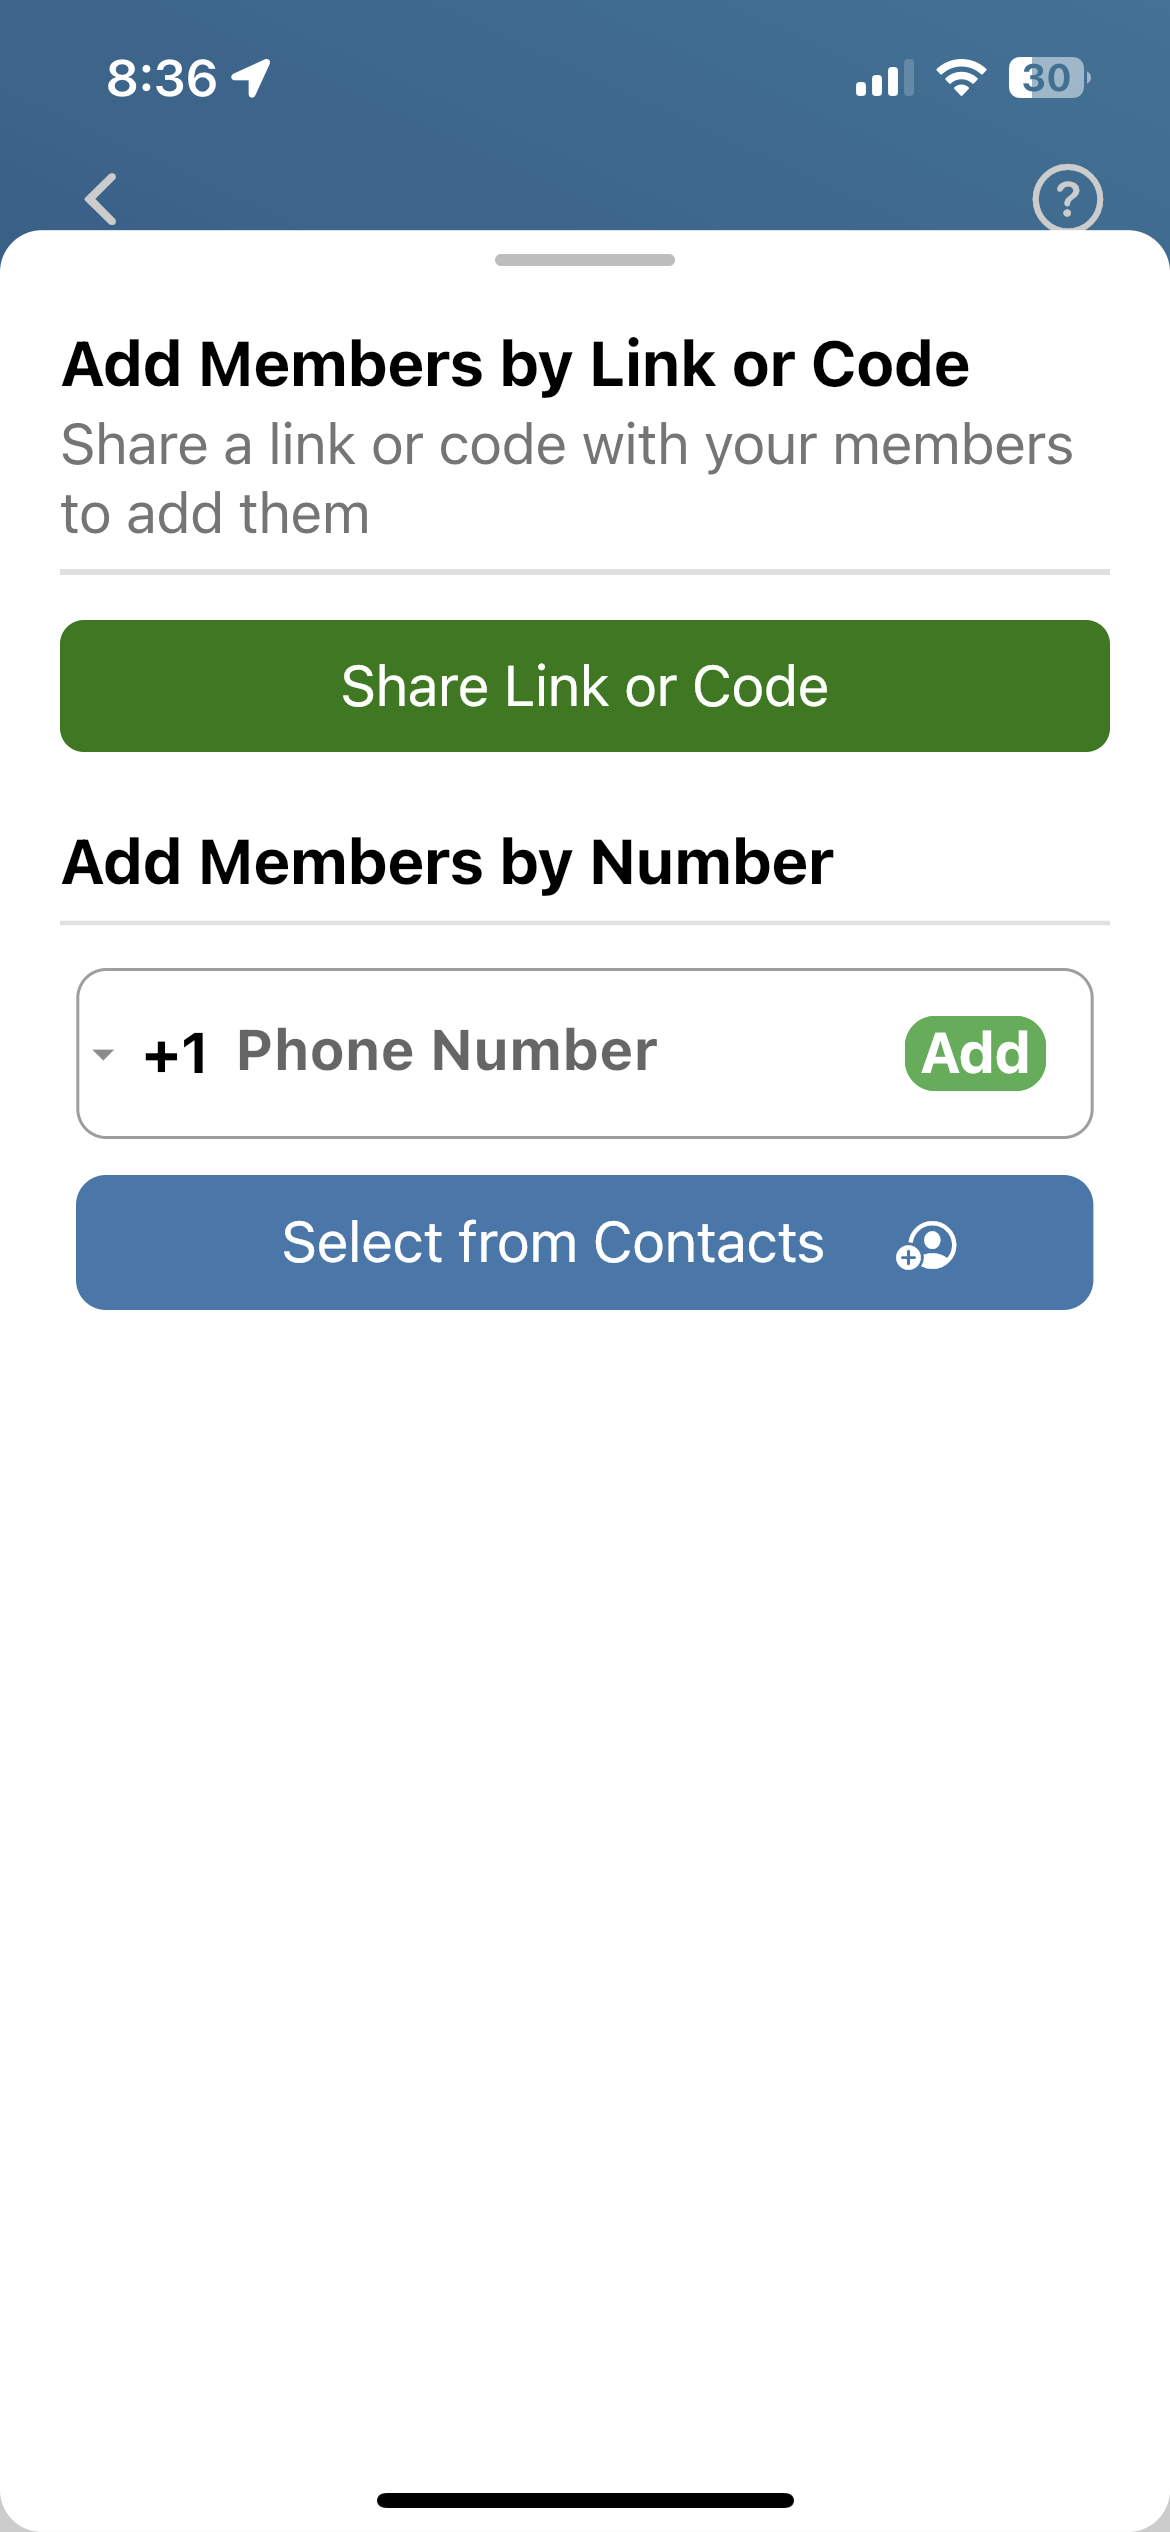 8:36
30
?
Add Members by Link or Code
Share a link or code with your members
to add them
Share Link or Code
Add Members by Number
+1 Phone Number Add
Select from Contacts